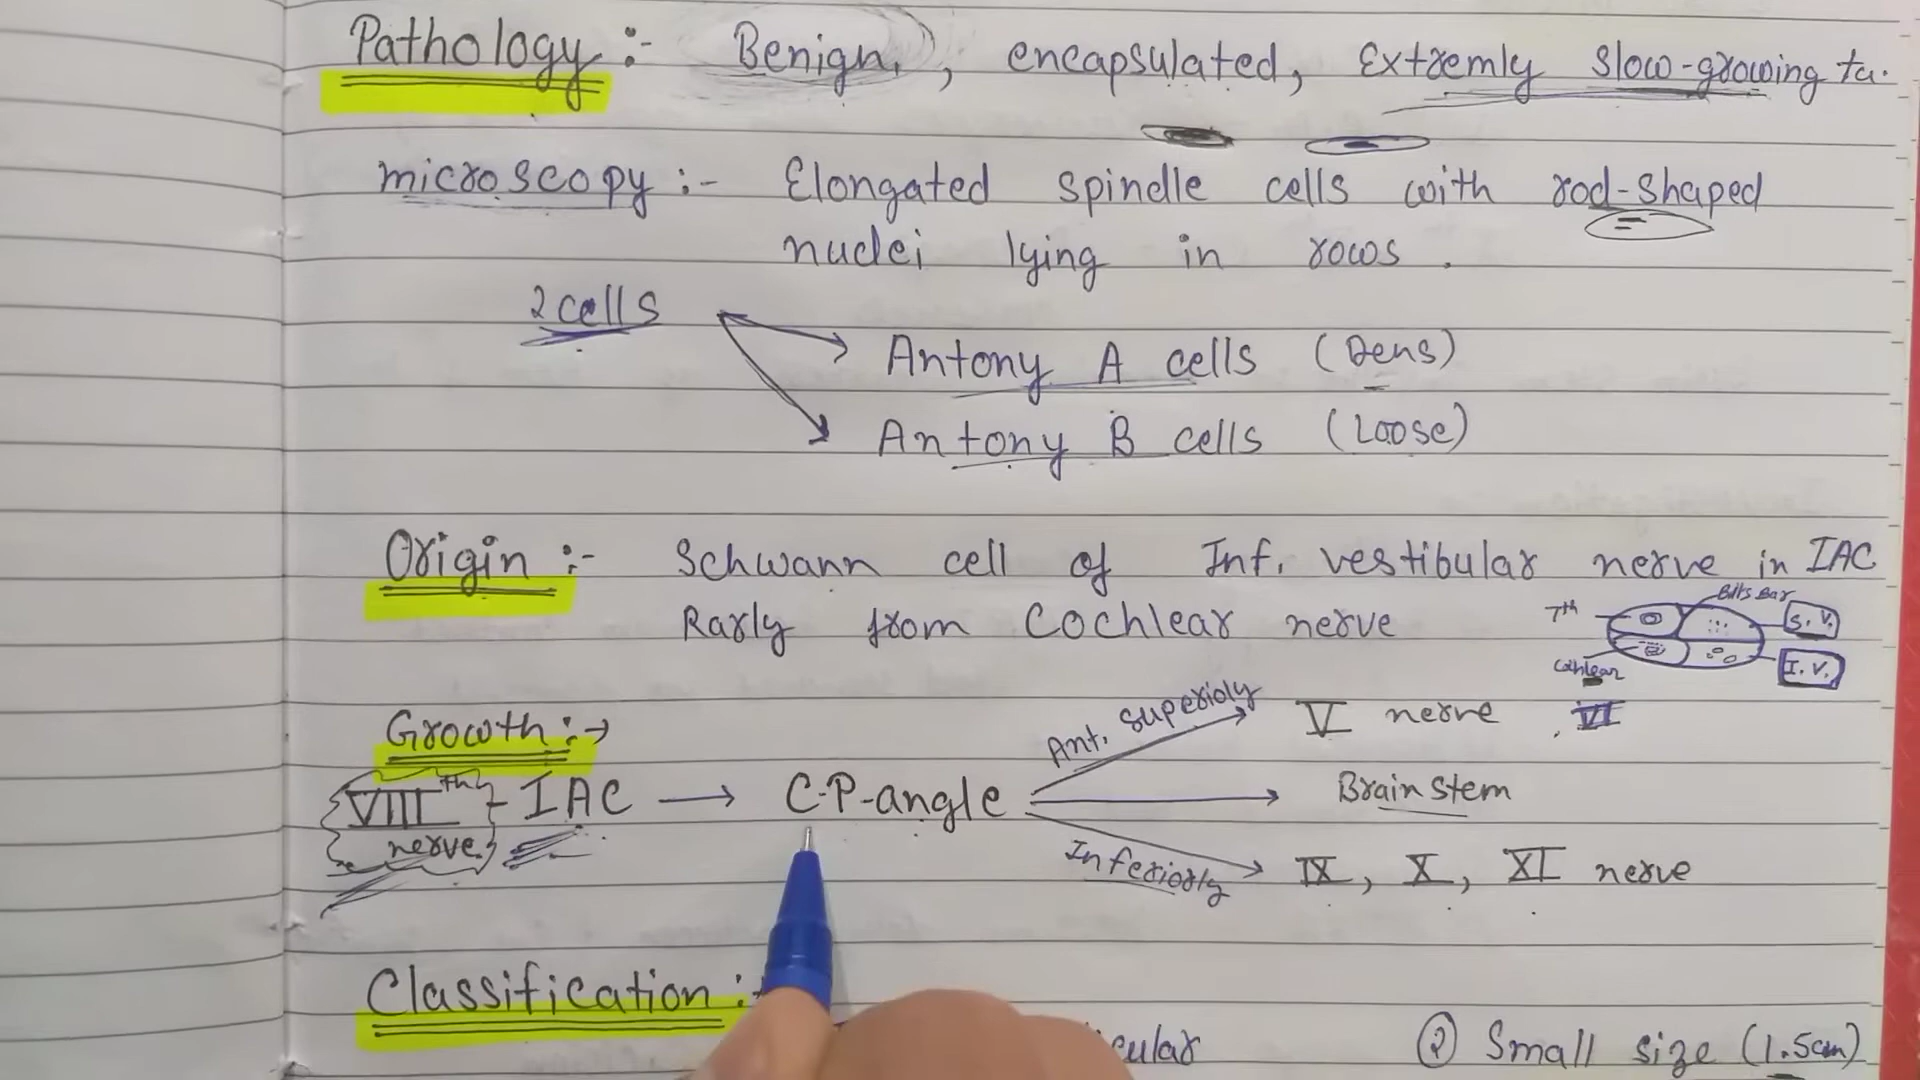 Pathology :- Benign, encapsulated, Extremly slow-growing tu.
microscopy :- Elongated spindle cells with rod-shaped
nuclei lying in rows.
2 cells
Antony A cells (Dens)
Antony B cells (Loose)
Origin :- Schwann cell of Inf. vestibular nerve in IAC
Rarly from Cochlear nerve
7th
Bills Bar
S.V.
Cochlear
I.V.
Growth :→
VIIIth nerve - IAC → C-P-angle
Ant. superioly
V nerve VI
Brain stem
Inferiorly
IX, X, XI nerve
Classification :-
cular
② Small size (1.5cm)